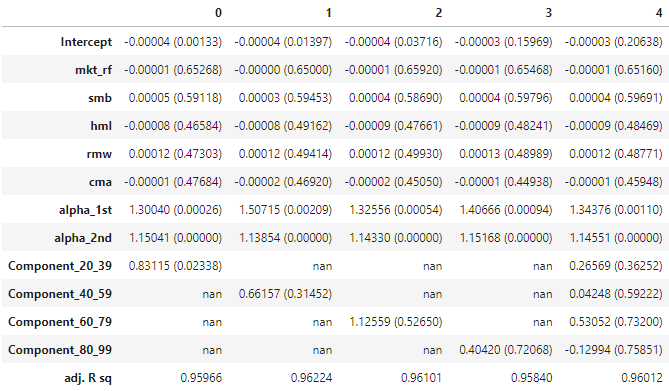 0 1 2 3 4
Intercept -0.00004 (0.00133) -0.00004 (0.01397) -0.00004 (0.03716) -0.00003 (0.15969) -0.00003 (0.20638)
mkt_rf -0.00001 (0.65268) -0.00000 (0.65000) -0.00001 (0.65920) -0.00001 (0.65468) -0.00001 (0.65160)
smb 0.00005 (0.59118) 0.00003 (0.59453) 0.00004 (0.58690) 0.00004 (0.59796) 0.00004 (0.59691)
hml -0.00008 (0.46584) -0.00008 (0.49162) -0.00009 (0.47661) -0.00009 (0.48241) -0.00009 (0.48469)
rmw 0.00012 (0.47303) 0.00012 (0.49414) 0.00012 (0.49930) 0.00013 (0.48989) 0.00012 (0.48771)
cma -0.00001 (0.47684) -0.00002 (0.46920) -0.00002 (0.45050) -0.00001 (0.44938) -0.00001 (0.45948)
alpha_1st 1.30040 (0.00026) 1.50715 (0.00209) 1.32556 (0.00054) 1.40666 (0.00094) 1.34376 (0.00110)
alpha_2nd 1.15041 (0.00000) 1.13854 (0.00000) 1.14330 (0.00000) 1.15168 (0.00000) 1.14551 (0.00000)
Component_20_39 0.83115 (0.02338) nan nan nan 0.26569 (0.36252)
Component_40_59 nan 0.66157 (0.31452) nan nan 0.04248 (0.59222)
Component_60_79 nan nan 1.12559 (0.52650) nan 0.53052 (0.73200)
Component_80_99 nan nan nan 0.40420 (0.72068) -0.12994 (0.75851)
adj. R sq 0.95966 0.96224 0.96101 0.95840 0.96012